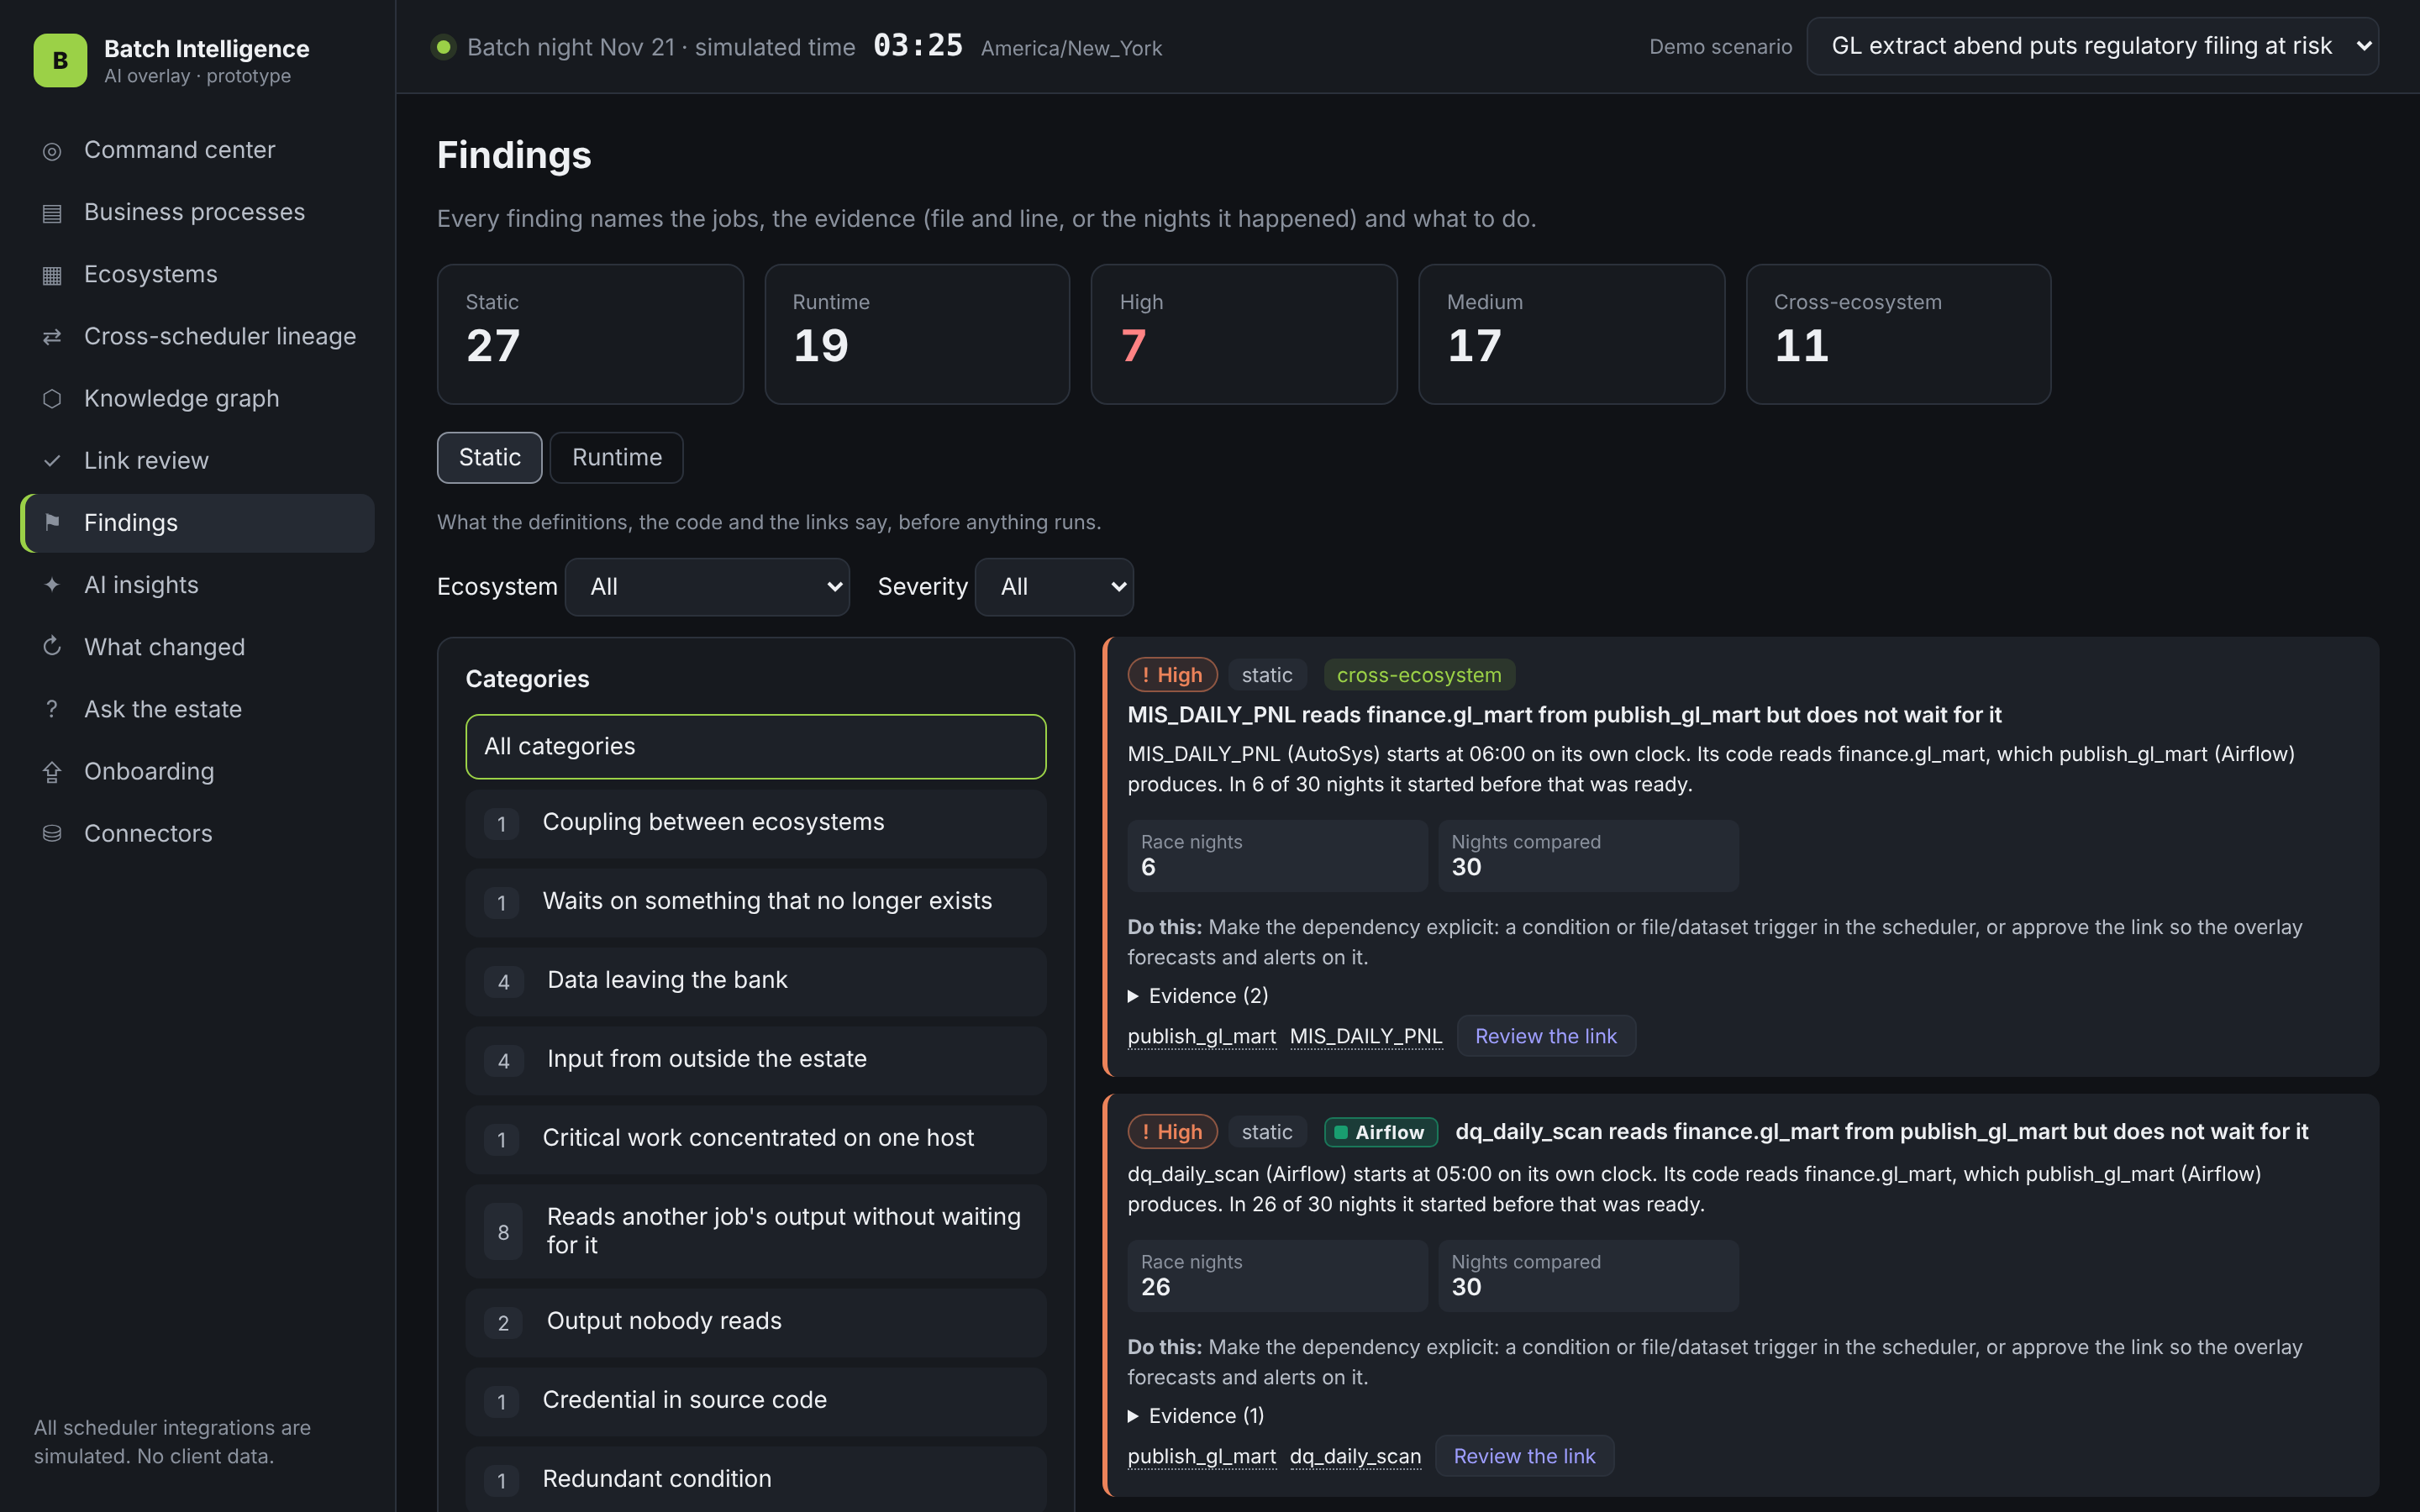 B
Batch Intelligence
AI overlay · prototype
Command center
Business processes
Ecosystems
Cross-scheduler lineage
Knowledge graph
Link review
Findings
AI insights
What changed
? Ask the estate
Onboarding
Connectors
All scheduler integrations are
simulated. No client data.
Batch night Nov 21 · simulated time 03:25 America/New_York
Demo scenario GL extract abend puts regulatory filing at risk
Findings
Every finding names the jobs, the evidence (file and line, or the nights it happened) and what to do.
Static
27
Runtime
19
High
7
Medium
17
Cross-ecosystem
11
Static Runtime
What the definitions, the code and the links say, before anything runs.
Ecosystem All Severity All
Categories
All categories
1 Coupling between ecosystems
1 Waits on something that no longer exists
4 Data leaving the bank
4 Input from outside the estate
1 Critical work concentrated on one host
8 Reads another job's output without waiting
for it
2 Output nobody reads
1 Credential in source code
1 Redundant condition
! High static cross-ecosystem
MIS_DAILY_PNL reads finance.gl_mart from publish_gl_mart but does not wait for it
MIS_DAILY_PNL (AutoSys) starts at 06:00 on its own clock. Its code reads finance.gl_mart, which publish_gl_mart (Airflow)
produces. In 6 of 30 nights it started before that was ready.
Race nights
6
Nights compared
30
Do this: Make the dependency explicit: a condition or file/dataset trigger in the scheduler, or approve the link so the overlay
forecasts and alerts on it.
Evidence (2)
publish_gl_mart MIS_DAILY_PNL Review the link
! High static Airflow dq_daily_scan reads finance.gl_mart from publish_gl_mart but does not wait for it
dq_daily_scan (Airflow) starts at 05:00 on its own clock. Its code reads finance.gl_mart, which publish_gl_mart (Airflow)
produces. In 26 of 30 nights it started before that was ready.
Race nights
26
Nights compared
30
Do this: Make the dependency explicit: a condition or file/dataset trigger in the scheduler, or approve the link so the overlay
forecasts and alerts on it.
Evidence (1)
publish_gl_mart dq_daily_scan Review the link